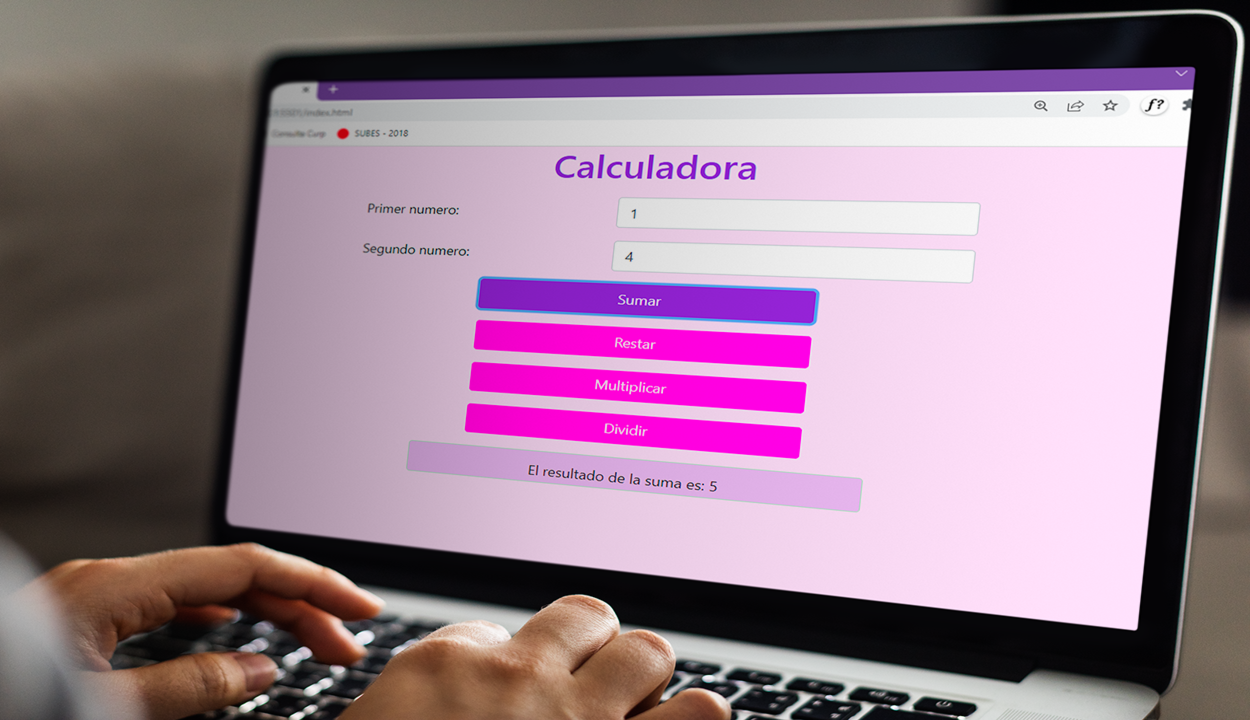 /index.html
f?
Consulta Curp SUBES - 2018
Calculadora
Primer numero: 1
Segundo numero: 4
Sumar
Restar
Multiplicar
Dividir
El resultado de la suma es: 5